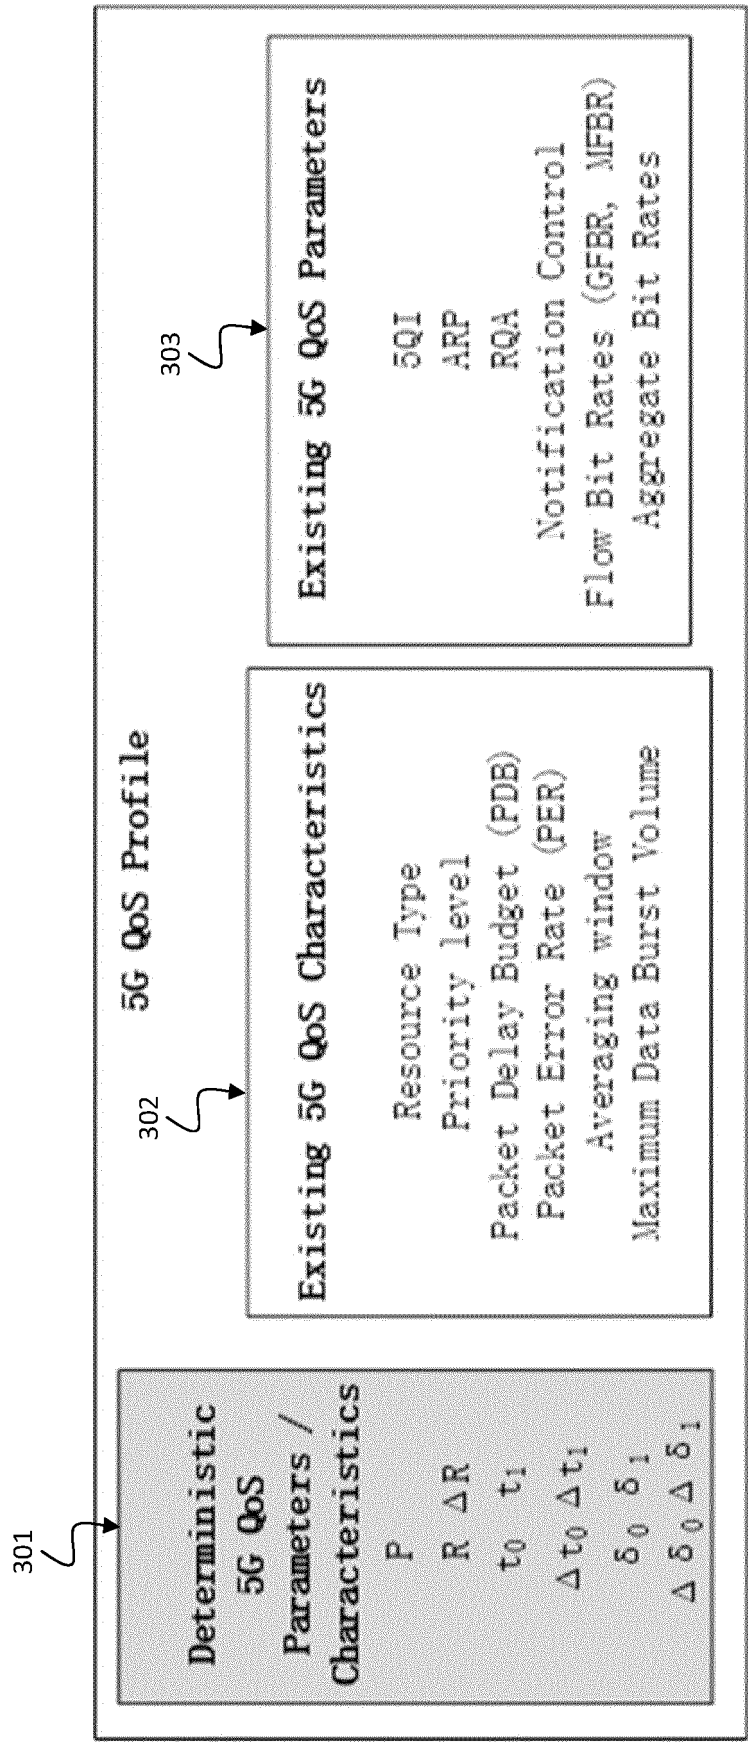 5G QoS Profile
301
Deterministic
5G QoS
Parameters /
Characteristics
P
R ΔR
t₀ t₁
Δt₀ Δt₁
δ₀ δ₁
Δδ₀ Δδ₁
302
Existing 5G QoS Characteristics
Resource Type
Priority level
Packet Delay Budget (PDB)
Packet Error Rate (PER)
Averaging window
Maximum Data Burst Volume
303
Existing 5G QoS Parameters
5QI
ARP
RQA
Notification Control
Flow Bit Rates (GFBR, MFBR)
Aggregate Bit Rates